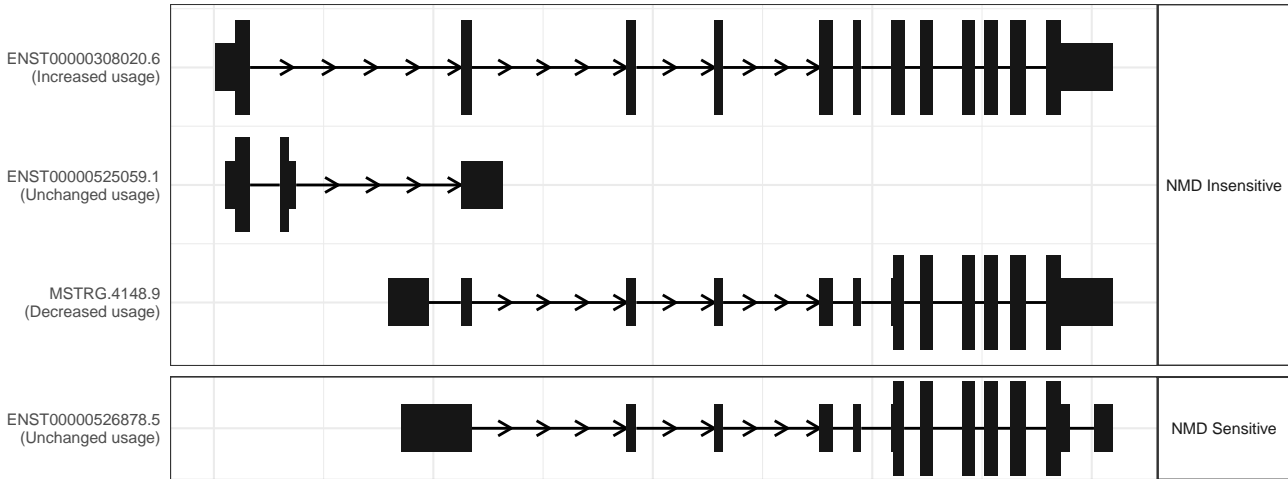 ENST00000308020.6
(Increased usage)
ENST00000525059.1
(Unchanged usage)
NMD Insensitive
MSTRG.4148.9
(Decreased usage)
ENST00000526878.5
(Unchanged usage)
NMD Sensitive